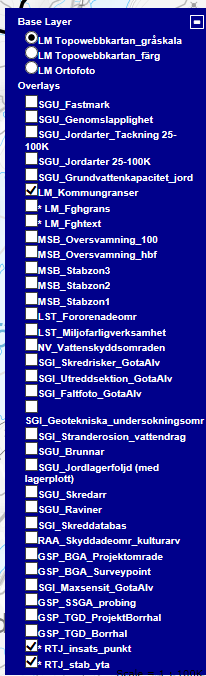 Base Layer
LM Topowebbkartan_gråskala
LM Topowebbkartan_färg
LM Ortofoto
Overlays
SGU_Fastmark
SGU_Genomslapplighet
SGU_Jordarter_Tackning 25-
100K
SGU_Jordarter 25-100K
SGU_Grundvattenkapacitet_jord
LM_Kommungranser
* LM_Fghgrans
* LM_Fghtext
MSB_Oversvamning_100
MSB_Oversvamning_hbf
MSB_Stabzon3
MSB_Stabzon2
MSB_Stabzon1
LST_Fororenadeomr
LST_Miljofarligverksamhet
NV_Vattenskyddsomraden
SGI_Skredrisker_GotaAlv
SGI_Utreddsektion_GotaAlv
SGI_Faltfoto_GotaAlv
SGI_Geotekniska_undersokningsomr
SGI_Stranderosion_vattendrag
SGU_Brunnar
SGU_Jordlagerfoljd (med
lagerplott)
SGU_Skredarr
SGU_Raviner
SGI_Skreddatabas
RAA_Skyddadeomr_kulturarv
GSP_BGA_Projektomrade
GSP_BGA_Surveypoint
SGI_Maxsensit_GotaAlv
GSP_SSGA_probing
GSP_TGD_ProjektBorrhal
GSP_TGD_Borrhal
* RTJ_insats_punkt
* RTJ_stab_yta